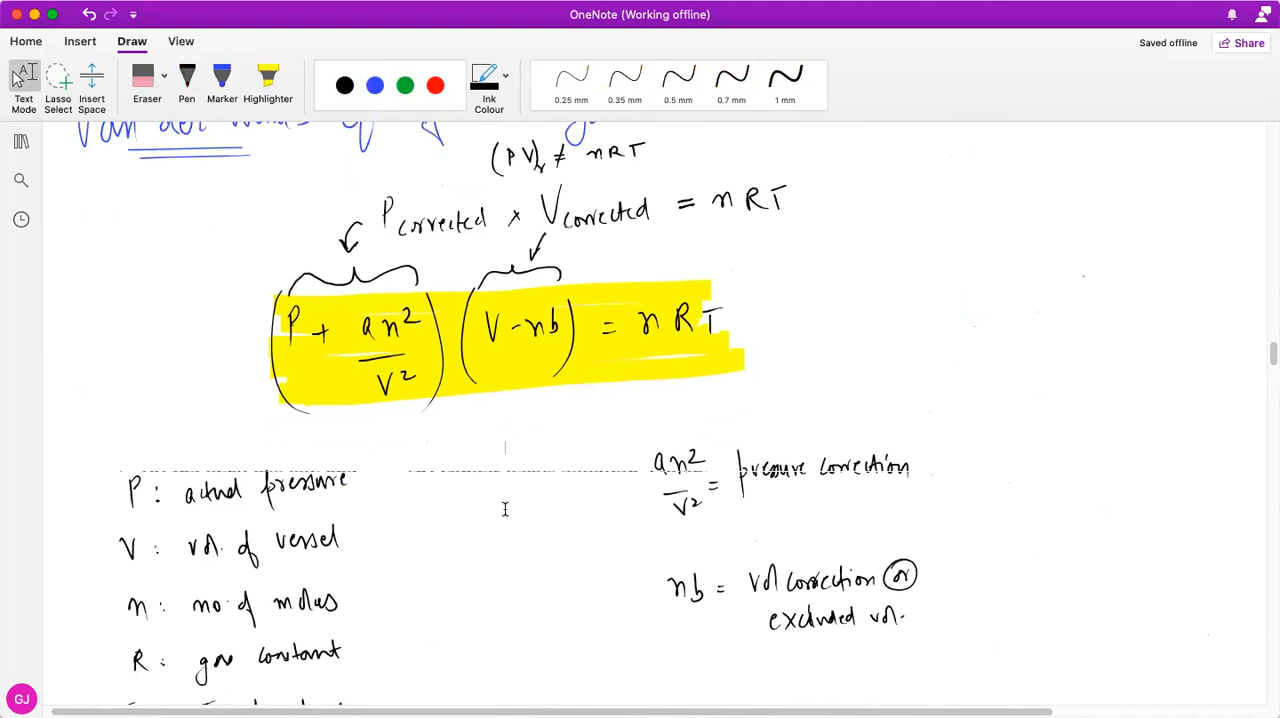 OneNote (Working offline)
Home Insert Draw View
Saved offline Share
Text Mode
Lasso Select
Insert Space
Eraser
Pen
Marker
Highlighter
Ink Colour
0.25 mm 0.35 mm 0.5 mm 0.7 mm 1 mm
Van der
(PV)r ≠ nRT
Pcorrected × Vcorrected = nRT
(P + an²/V²) (V - nb) = nRT
an²/V² = pressure correction
P : actual pressure
V : vol. of vessel
nb = vol correction or
excluded vol.
n : no. of moles
R : gas constant
GJ